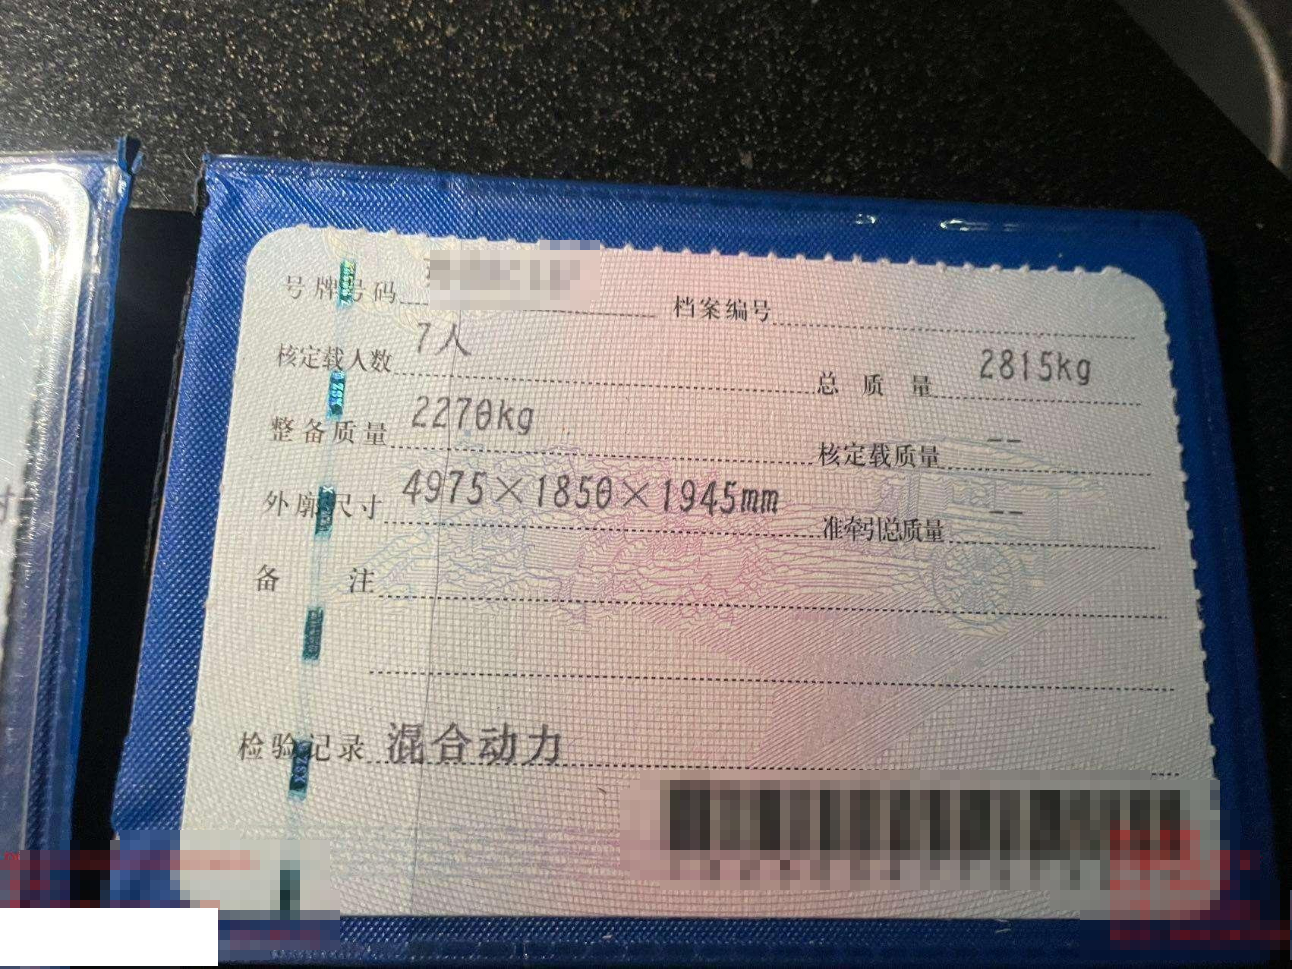 号牌号码 档案编号
核定载人数 7人 总质量 2815kg
整备质量 2270kg 核定载质量 --
外廓尺寸 4975×1850×1945mm 准牵引总质量 --
备注
检验记录 混合动力